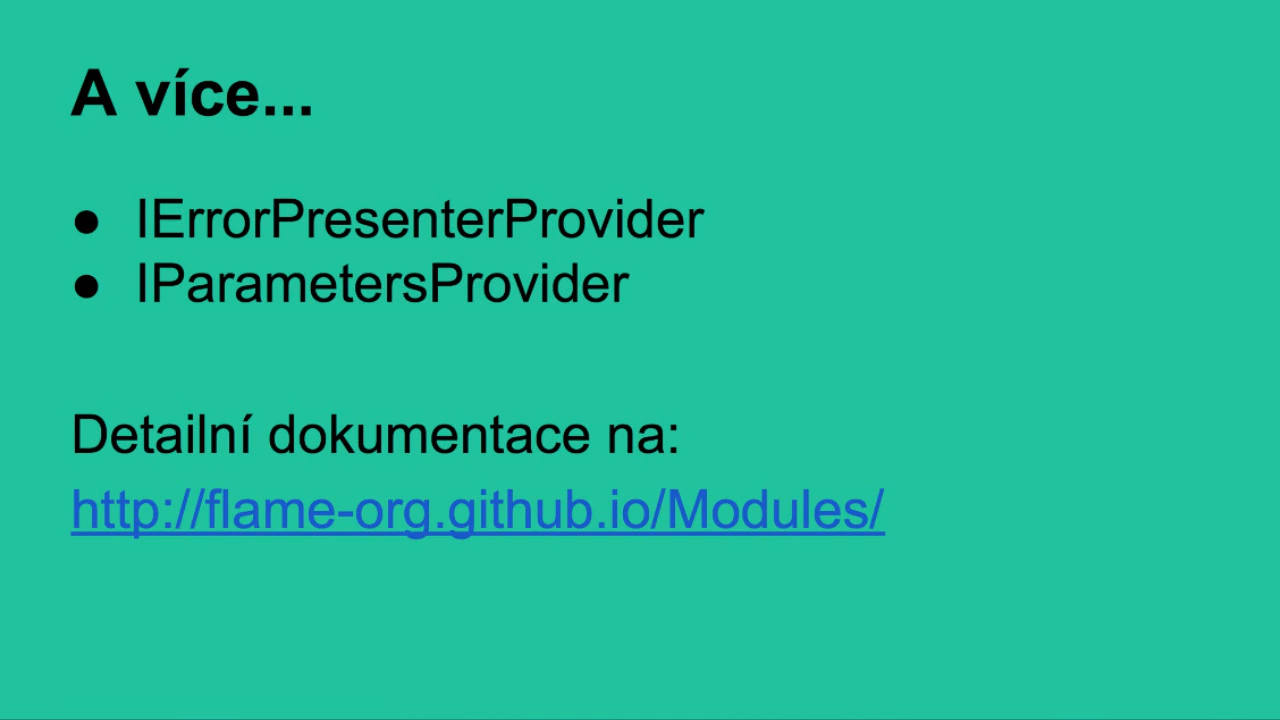 A více...
● IErrorPresenterProvider
● IParametersProvider
Detailní dokumentace na:
http://flame-org.github.io/Modules/